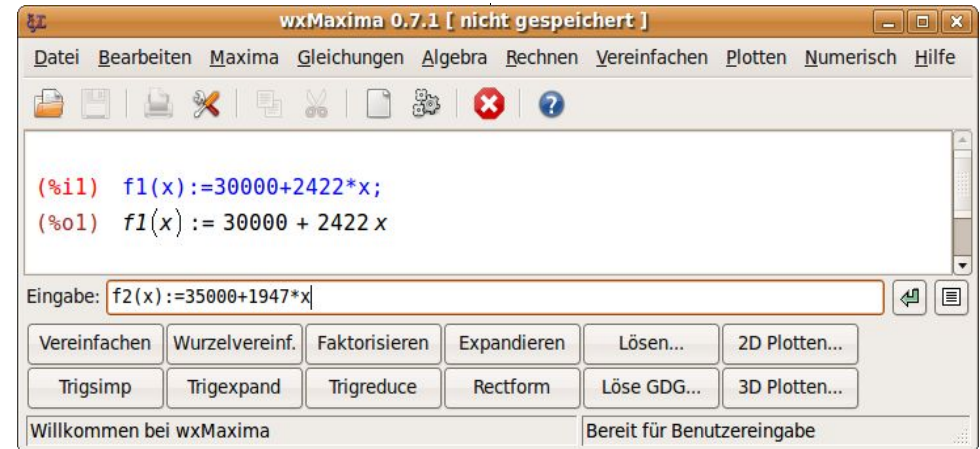 wxMaxima 0.7.1 [ nicht gespeichert ]
Datei Bearbeiten Maxima Gleichungen Algebra Rechnen Vereinfachen Plotten Numerisch Hilfe
(%i1) f1(x):=30000+2422*x;
(%o1) f1(x) := 30000 + 2422 x
Eingabe: f2(x):=35000+1947*x
Vereinfachen Wurzelvereinf. Faktorisieren Expandieren Lösen... 2D Plotten...
Trigsimp Trigexpand Trigreduce Rectform Löse GDG... 3D Plotten...
Willkommen bei wxMaxima Bereit für Benutzereingabe